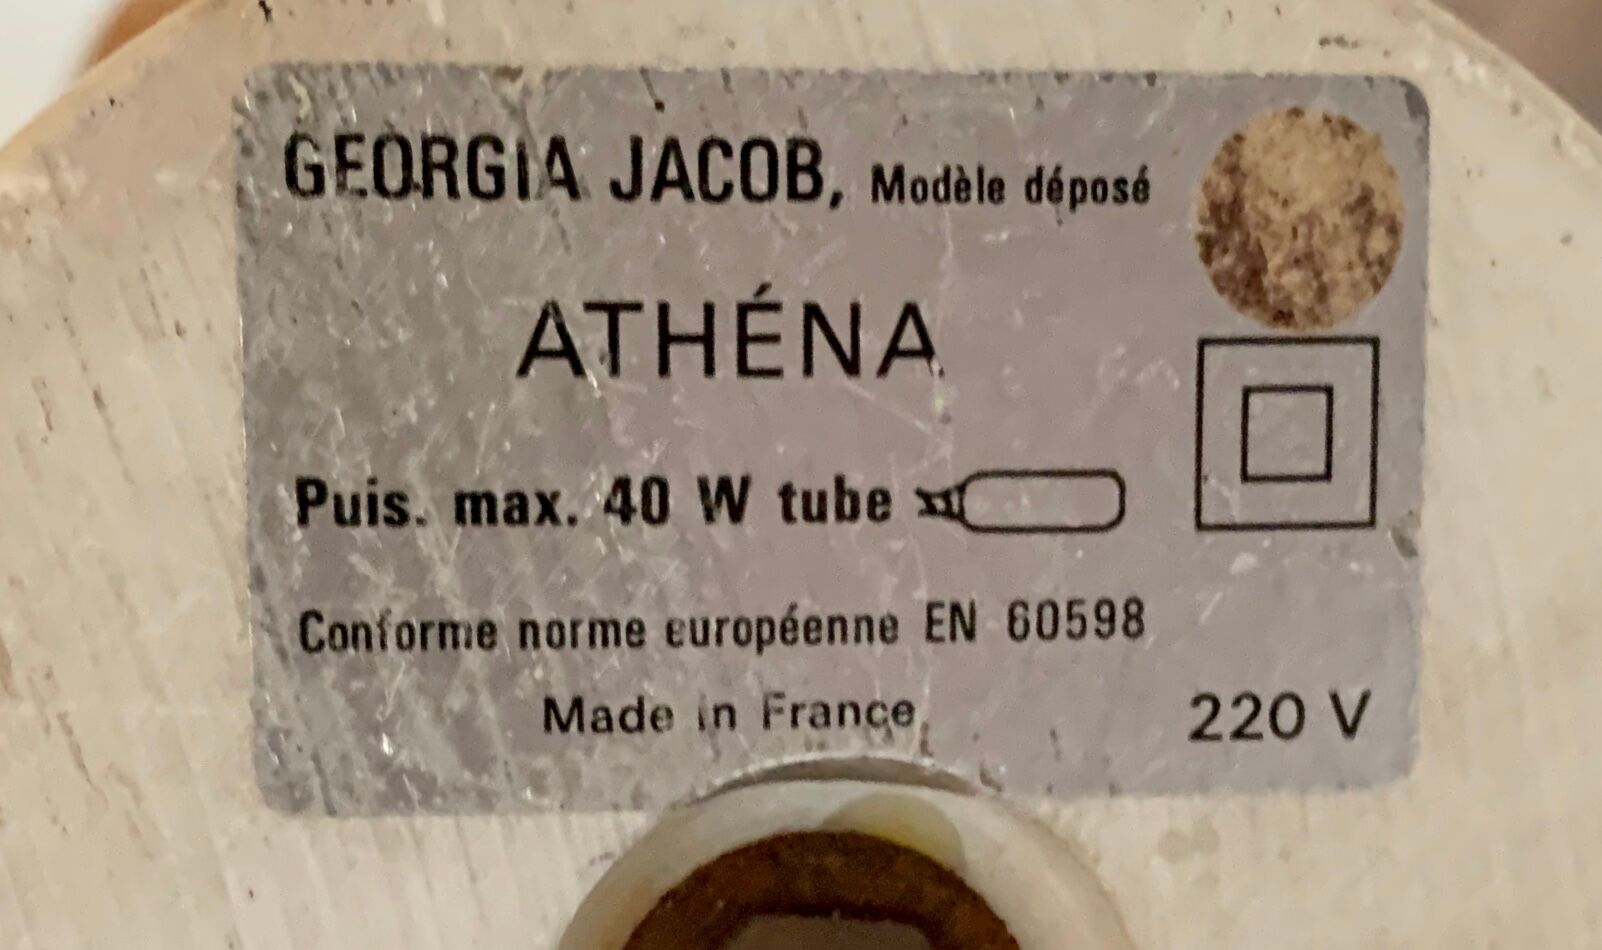 GEORGIA JACOB, Modèle déposé
ATHÉNA
Puis. max. 40 W tube
Conforme norme européenne EN 60598
Made in France 220 V